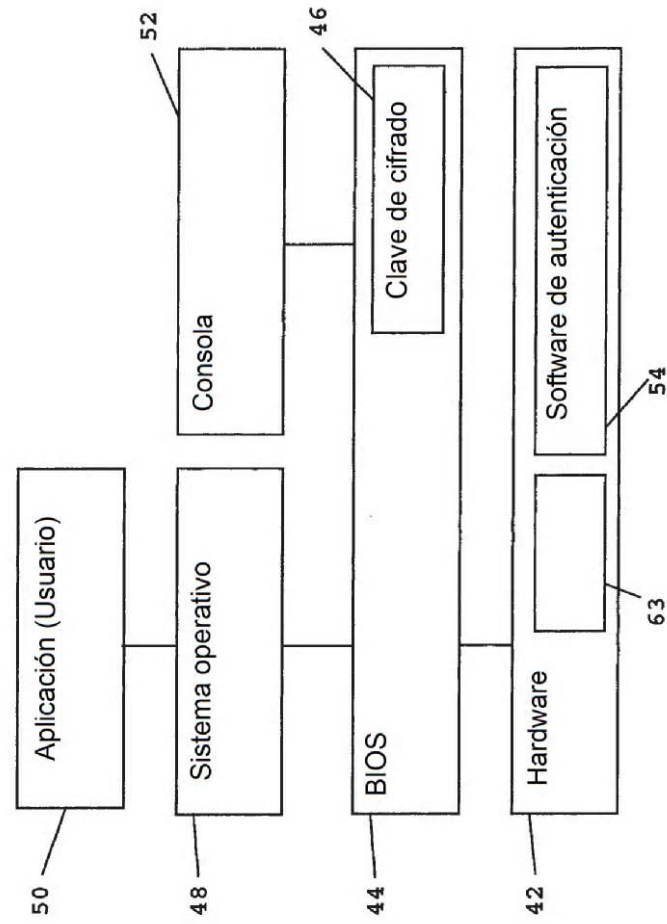 50
Aplicación (Usuario)
48
Sistema operativo
Consola
52
44
BIOS
Clave de cifrado
46
42
Hardware
63
Software de autenticación
54